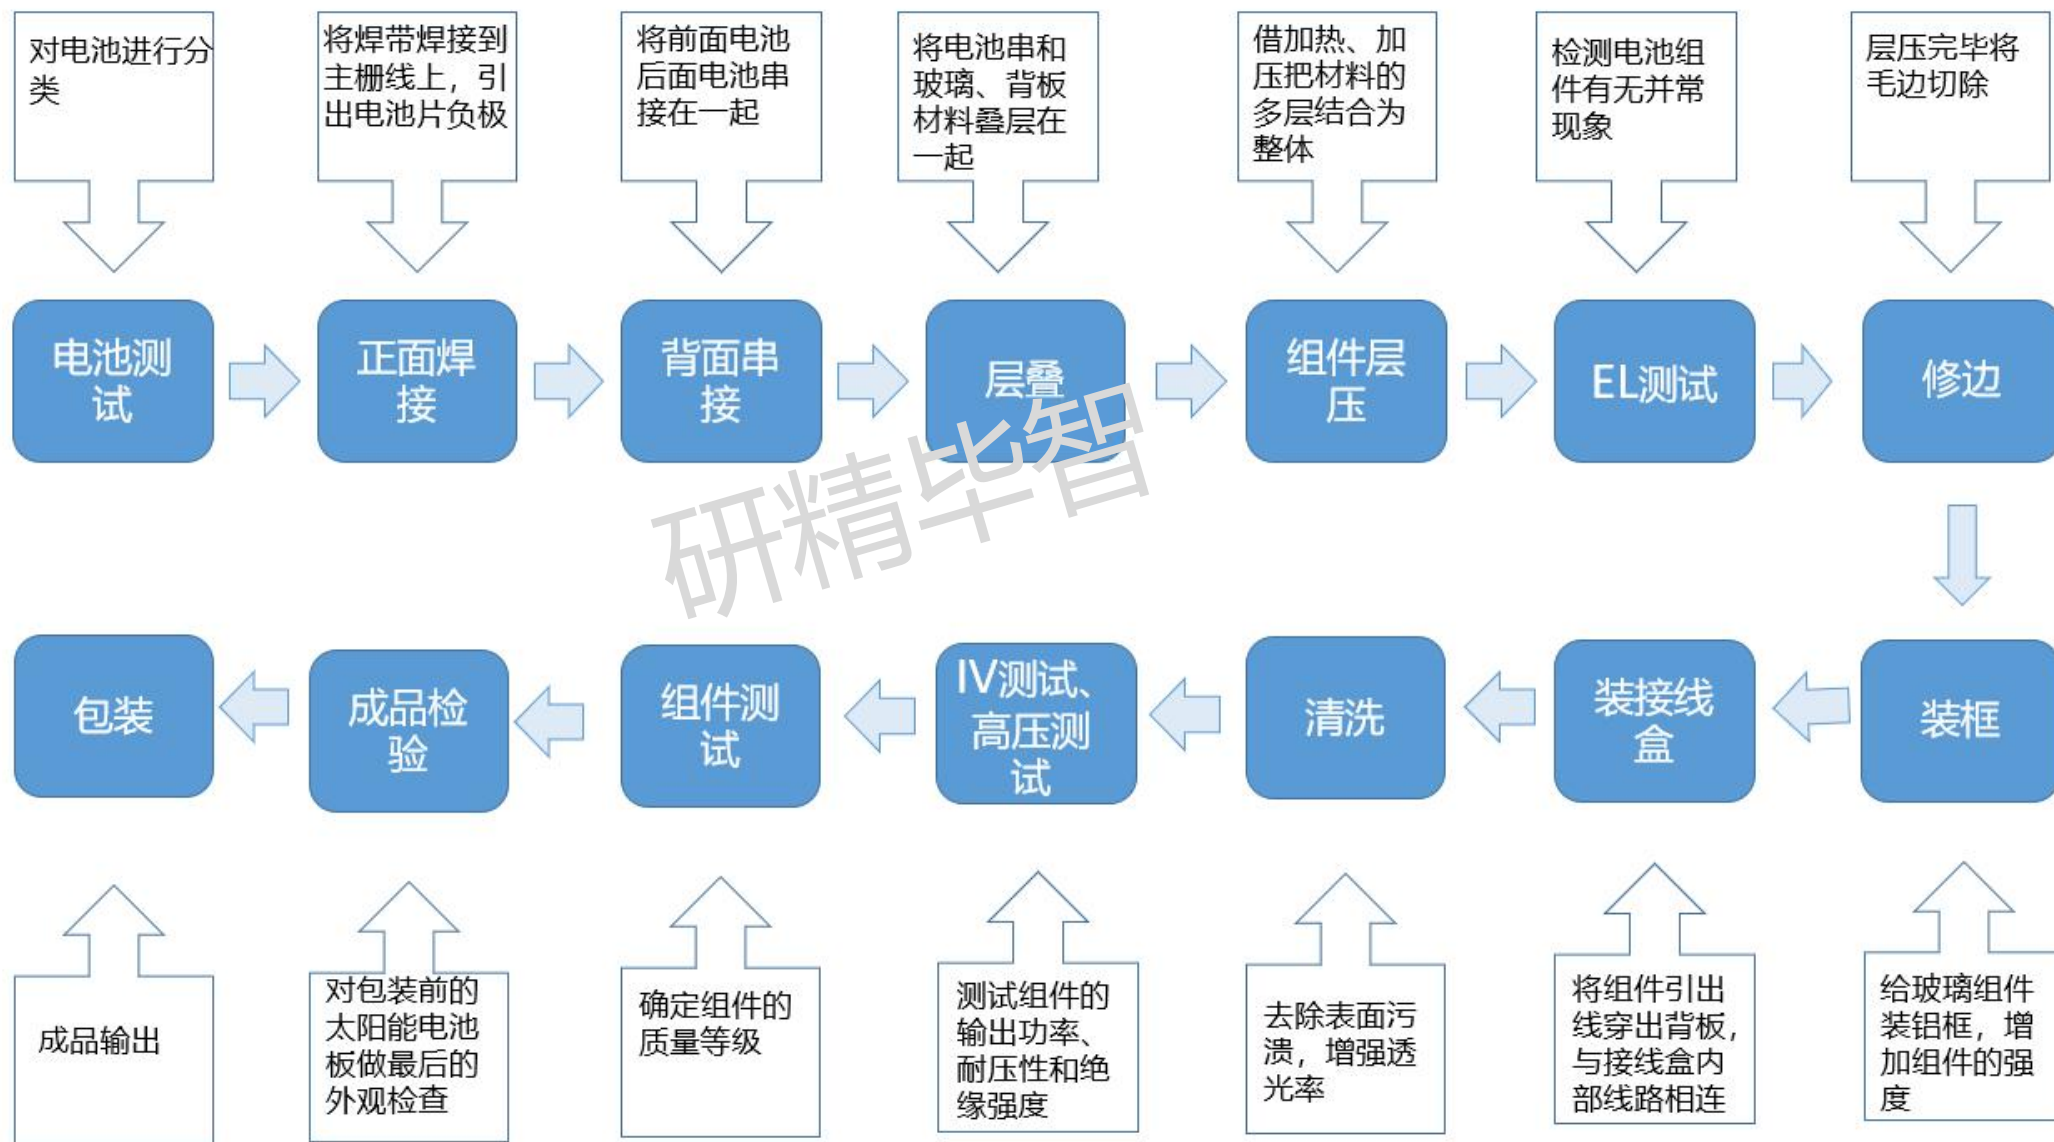 对电池进行分
类
将焊带焊接到
主栅线上，引
出电池片负极
将前面电池
后面电池串
接在一起
将电池串和
玻璃、背板
材料叠层在
一起
借加热、加
压把材料的
多层结合为
整体
检测电池组
件有无并常
现象
层压完毕将
毛边切除
电池测
试
正面焊
接
背面串
接
层叠
组件层
压
EL测试
修边
研精毕智
包装
成品检
验
组件测
试
IV测试、
高压测
试
清洗
装接线
盒
装框
成品输出
对包装前的
太阳能电池
板做最后的
外观检查
确定组件的
质量等级
测试组件的
输出功率、
耐压性和绝
缘强度
去除表面污
溃，增强透
光率
将组件引出
线穿出背板，
与接线盒内
部线路相连
给玻璃组件
装铝框，增
加组件的强
度